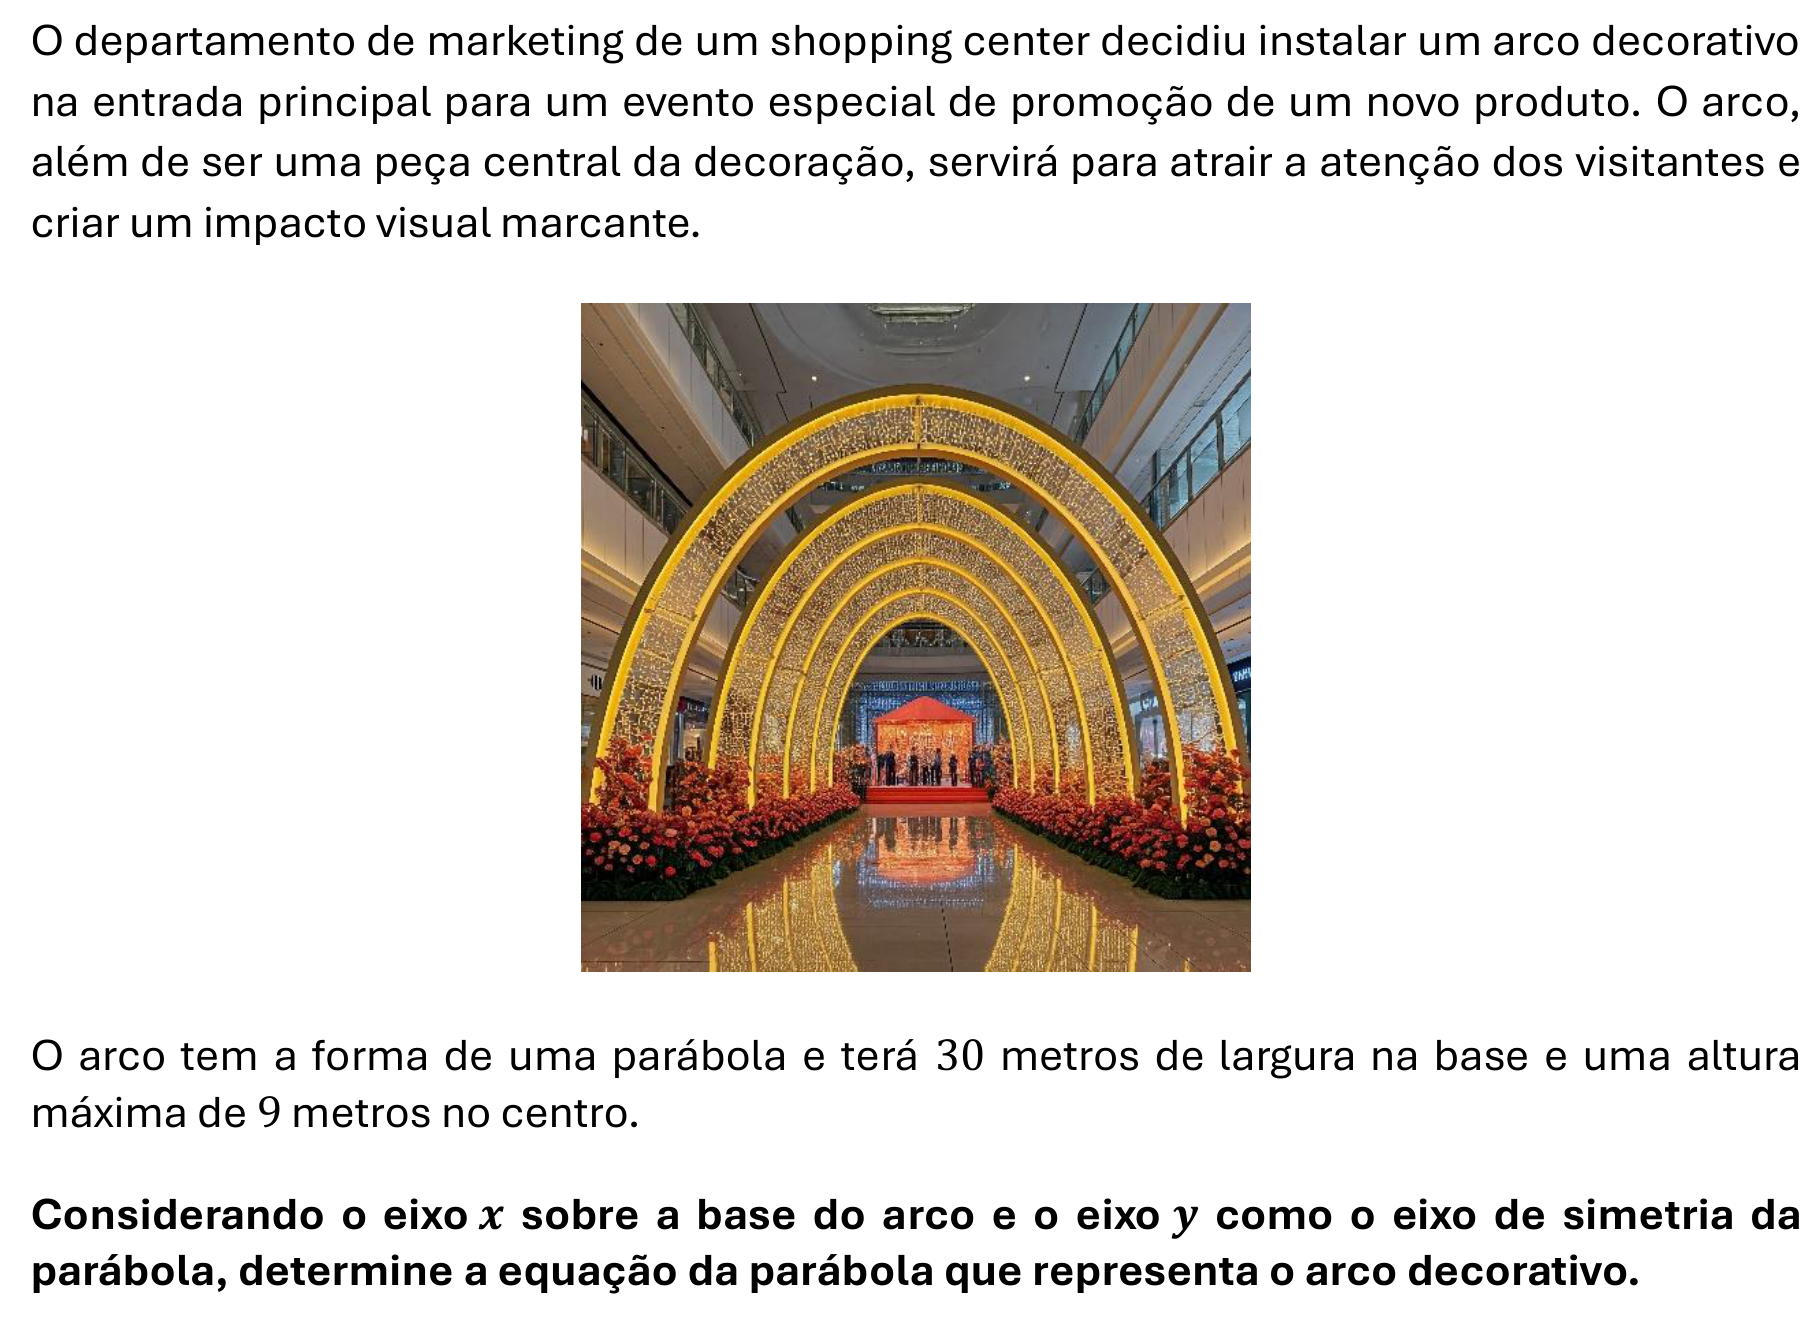 O departamento de marketing de um shopping center decidiu instalar um arco decorativo
na entrada principal para um evento especial de promoção de um novo produto. O arco,
além de ser uma peça central da decoração, servirá para atrair a atenção dos visitantes e
criar um impacto visual marcante.
O arco tem a forma de uma parábola e terá 30 metros de largura na base e uma altura
máxima de 9 metros no centro.
Considerando o eixo x sobre a base do arco e o eixo y como o eixo de simetria da
parábola, determine a equação da parábola que representa o arco decorativo.